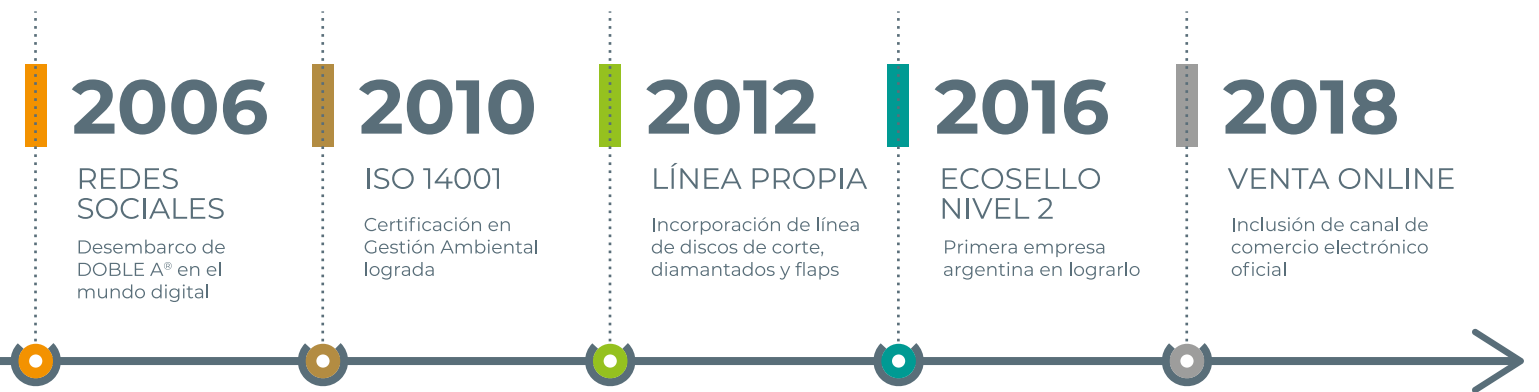 2006
REDES
SOCIALES
Desembarco de
DOBLE A® en el
mundo digital
2010
ISO 14001
Certificación en
Gestión Ambiental
lograda
2012
LÍNEA PROPIA
Incorporación de línea
de discos de corte,
diamantados y flaps
2016
ECOSELLO
NIVEL 2
Primera empresa
argentina en lograrlo
2018
VENTA ONLINE
Inclusión de canal de
comercio electrónico
oficial